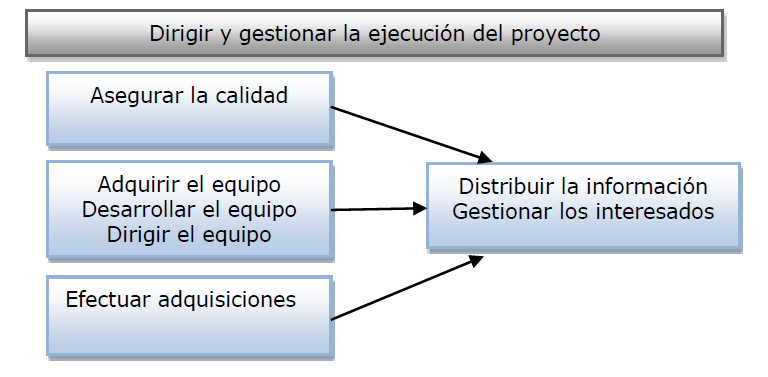 Dirigir y gestionar la ejecución del proyecto
Asegurar la calidad
Adquirir el equipo
Desarrollar el equipo
Dirigir el equipo
Efectuar adquisiciones
Distribuir la información
Gestionar los interesados